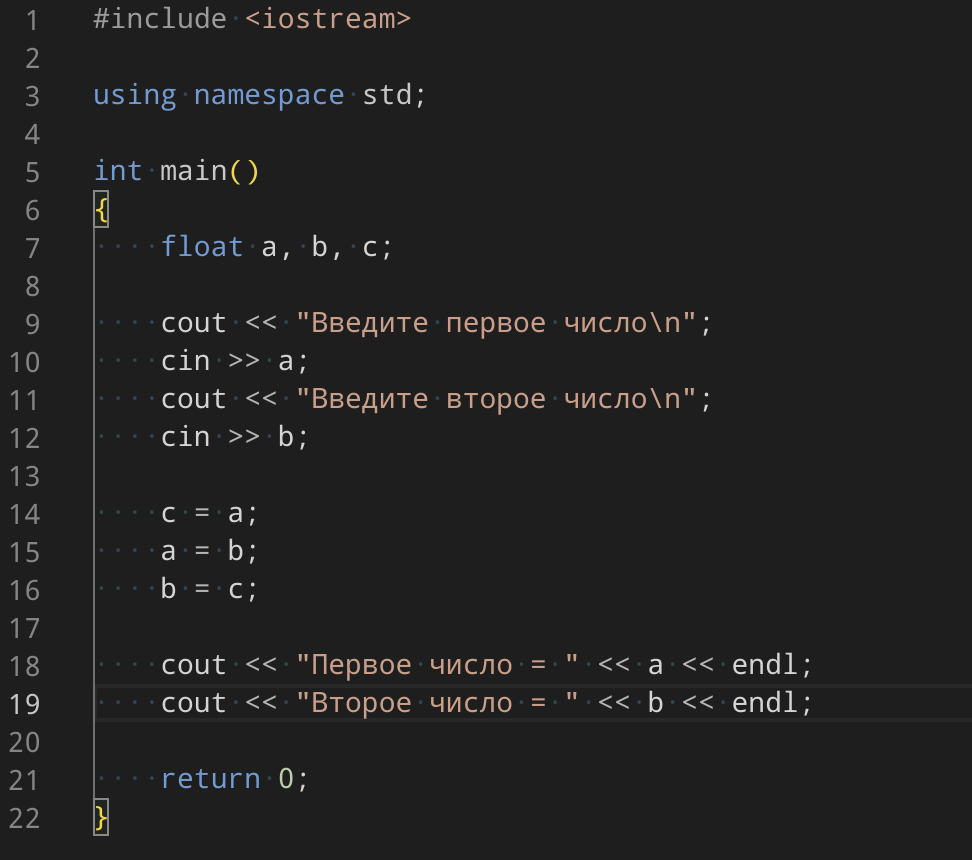 1 #include <iostream>
2
3 using namespace std;
4
5 int main()
6 {
7     float a, b, c;
8
9     cout << "Введите первое число\n";
10     cin >> a;
11     cout << "Введите второе число\n";
12     cin >> b;
13
14     c = a;
15     a = b;
16     b = c;
17
18     cout << "Первое число = " << a << endl;
19     cout << "Второе число = " << b << endl;
20
21     return 0;
22 }